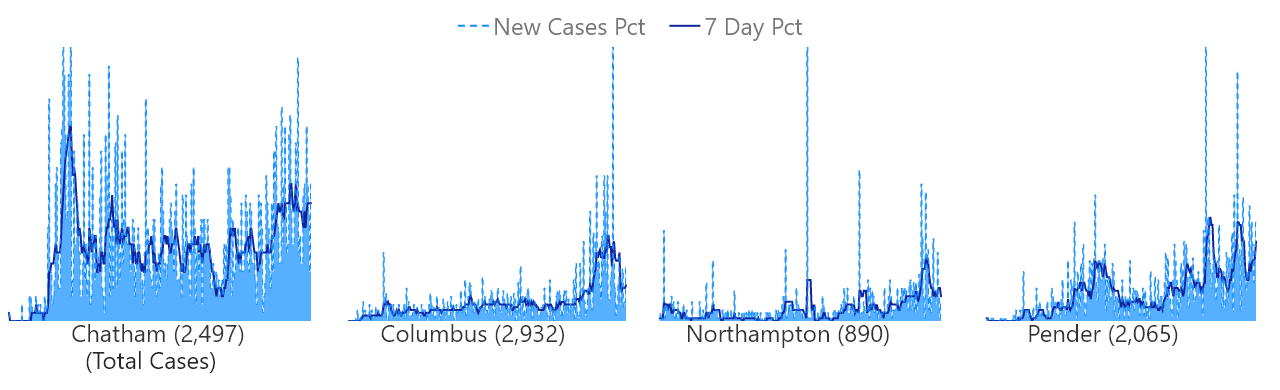 New Cases Pct 7 Day Pct
Chatham (2,497) Columbus (2,932) Northampton (890) Pender (2,065)
(Total Cases)